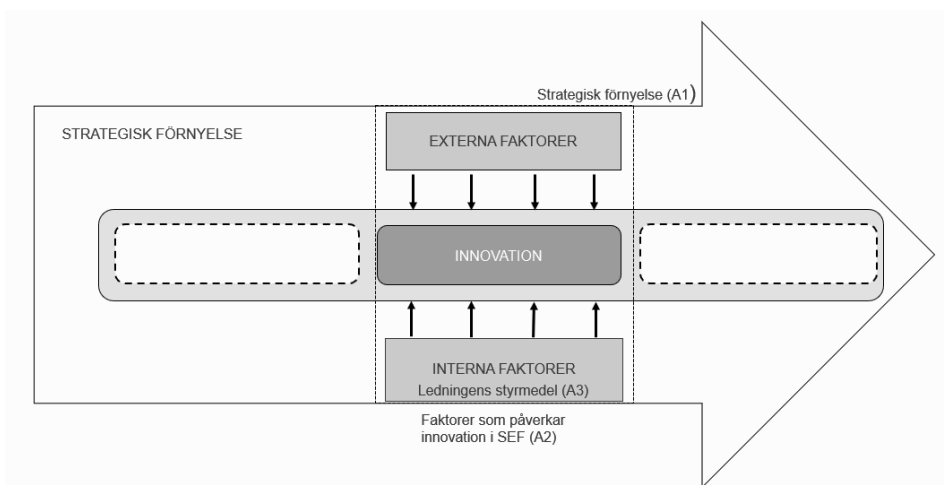 Strategisk förnyelse (A1)
STRATEGISK FÖRNYELSE
EXTERNA FAKTORER
INNOVATION
INTERNA FAKTORER
Ledningens styrmedel (A3)
Faktorer som påverkar
innovation i SEF (A2)